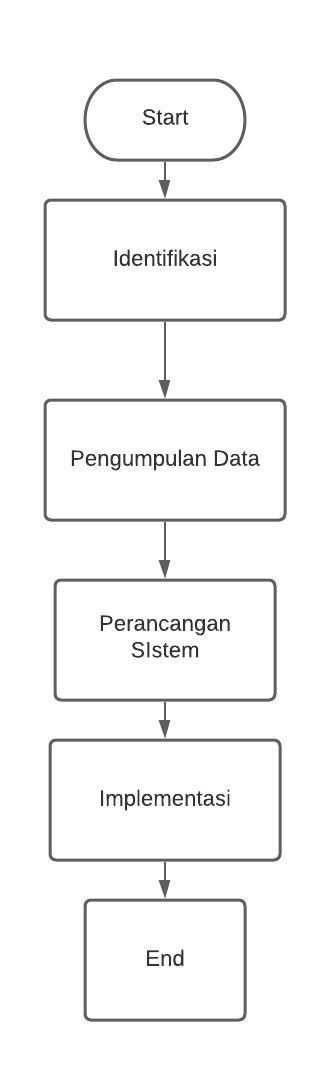 Start
Identifikasi
Pengumpulan Data
Perancangan
SIstem
Implementasi
End